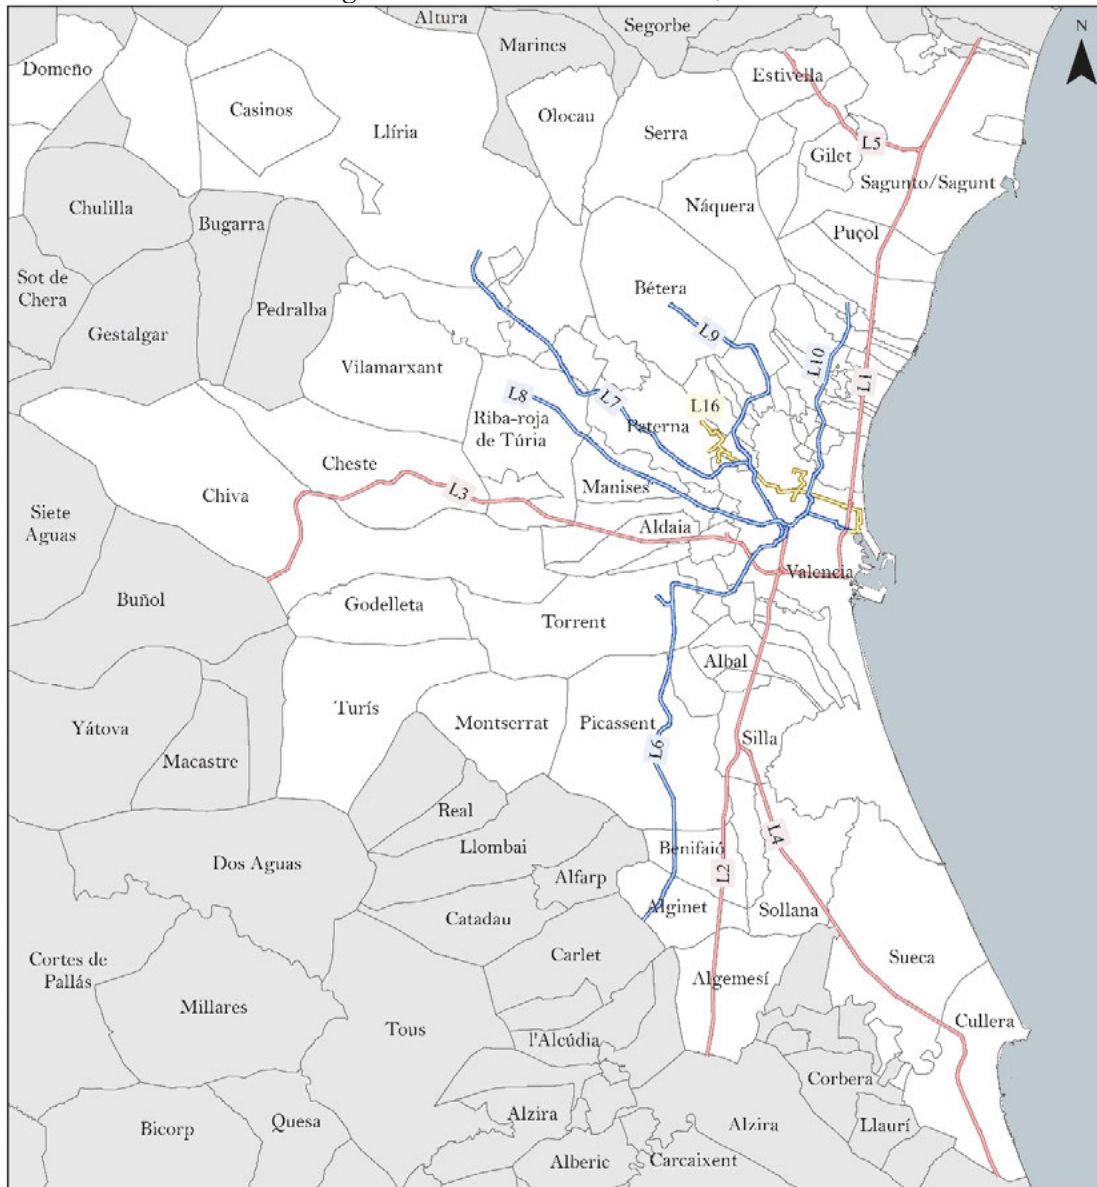 Altura
Segorbe
N
Marines
Domeño
Estivella
Casinos
Olocau
Llíria
Serra
L5
Gilet
Sagunto/Sagunt
Chulilla
Náquera
Bugarra
Puçol
Sot de
Chera
Bétera
Pedralba
Gestalgar
L9
L10
Vilamarxant
L1
L8
L7
L16
Riba-roja
de Túria
Paterna
Cheste
Manises
Chiva
L3
Siete
Aguas
Aldaia
Valencia
Buñol
Godelleta
Torrent
Albal
Turís
Yátova
Montserrat
Picassent
Silla
L6
Macastre
Real
L4
Llombai
Benifaió
Dos Aguas
L2
Alfarp
Alginet
Sollana
Catadau
Carlet
Sueca
Cortes de
Pallás
Algemesí
Millares
Cullera
Tous
l'Alcúdia
Corbera
Alzira
Quesa
Bicorp
Alzira
Llaurí
Alberic
Carcaixent